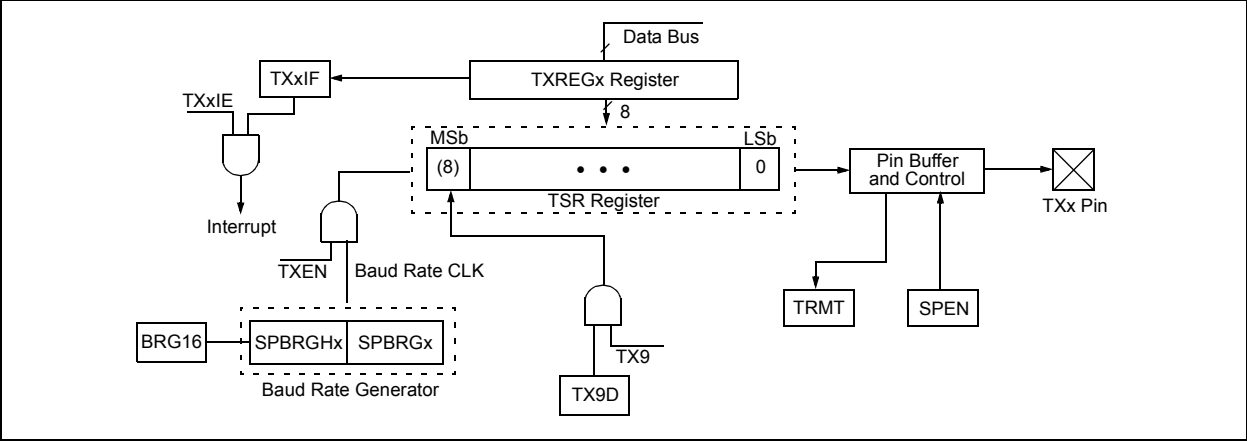 Data Bus
TXxIF
TXREGx Register
TXxIE
8
MSb
LSb
(8)
• • •
0
TSR Register
Pin Buffer
and Control
TXx Pin
Interrupt
TXEN
Baud Rate CLK
TRMT
SPEN
BRG16
SPBRGHx
SPBRGx
TX9
Baud Rate Generator
TX9D